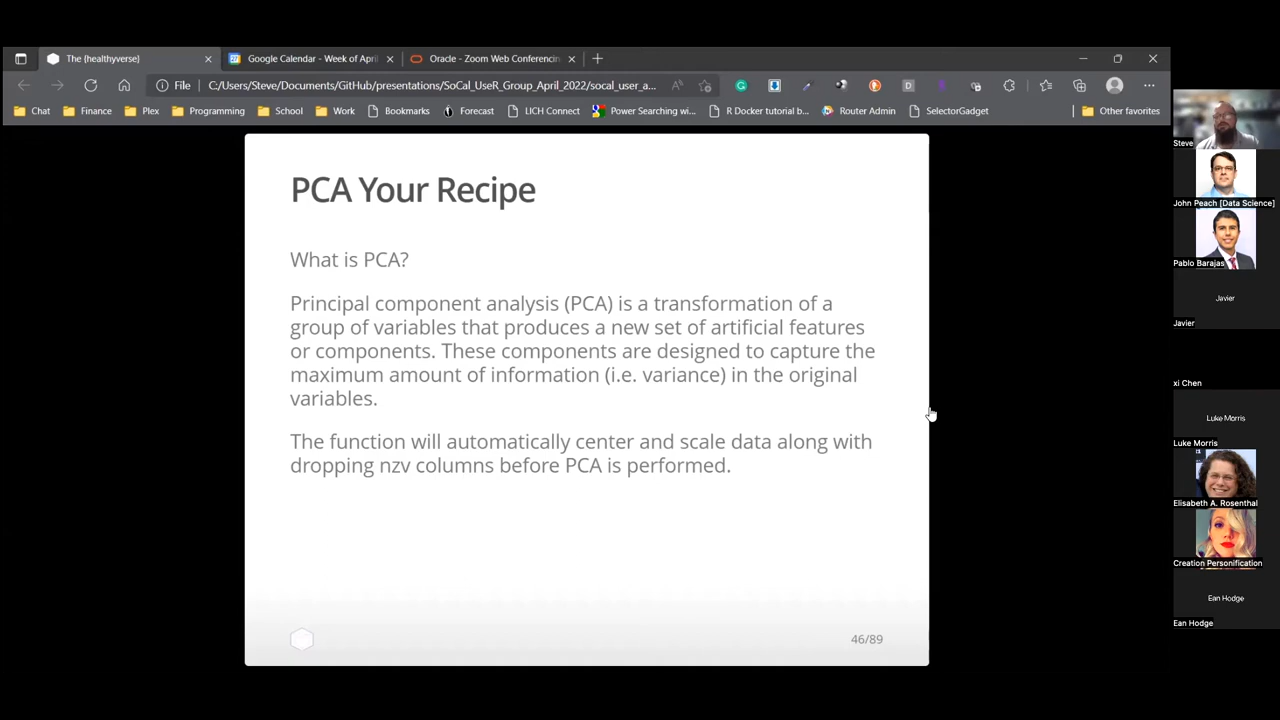 The {healthyverse}
Google Calendar - Week of April
Oracle - Zoom Web Conferencin
File
C:/Users/Steve/Documents/GitHub/presentations/SoCal_UseR_Group_April_2022/socal_user_a...
Chat
Finance
Plex
Programming
School
Work
Bookmarks
Forecast
LICH Connect
Power Searching wi...
R Docker tutorial b...
Router Admin
SelectorGadget
Other favorites
PCA Your Recipe
What is PCA?
Principal component analysis (PCA) is a transformation of a
group of variables that produces a new set of artificial features
or components. These components are designed to capture the
maximum amount of information (i.e. variance) in the original
variables.
The function will automatically center and scale data along with
dropping nzv columns before PCA is performed.
46/89
Steve
John Peach [Data Science]
Pablo Barajas
Javier
Javier
xi Chen
Luke Morris
Luke Morris
Elisabeth A. Rosenthal
Creation Personification
Ean Hodge
Ean Hodge